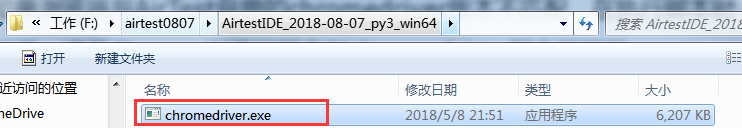 工作 (F:) airtest0807 AirtestIDE_2018-08-07_py3_win64 搜索 AirtestIDE_201
打开 新建文件夹
近访问的位置 名称 修改日期 类型 大小
neDrive chromedriver.exe 2018/5/8 21:51 应用程序 6,207 KB